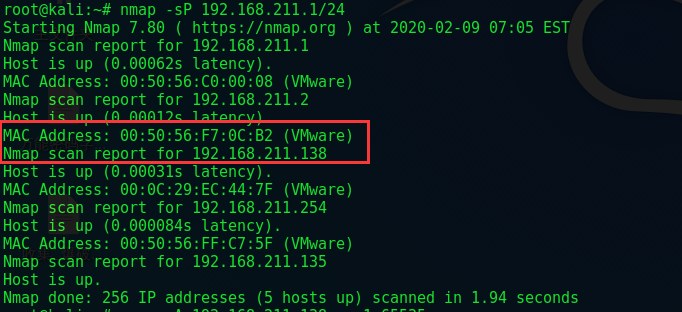 root@kali:~# nmap -sP 192.168.211.1/24
Starting Nmap 7.80 ( https://nmap.org ) at 2020-02-09 07:05 EST
Nmap scan report for 192.168.211.1
Host is up (0.00062s latency).
MAC Address: 00:50:56:C0:00:08 (VMware)
Nmap scan report for 192.168.211.2
Host is up (0.00012s latency).
MAC Address: 00:50:56:F7:0C:B2 (VMware)
Nmap scan report for 192.168.211.138
Host is up (0.00031s latency).
MAC Address: 00:0C:29:EC:44:7F (VMware)
Nmap scan report for 192.168.211.254
Host is up (0.000084s latency).
MAC Address: 00:50:56:FF:C7:5F (VMware)
Nmap scan report for 192.168.211.135
Host is up.
Nmap done: 256 IP addresses (5 hosts up) scanned in 1.94 seconds